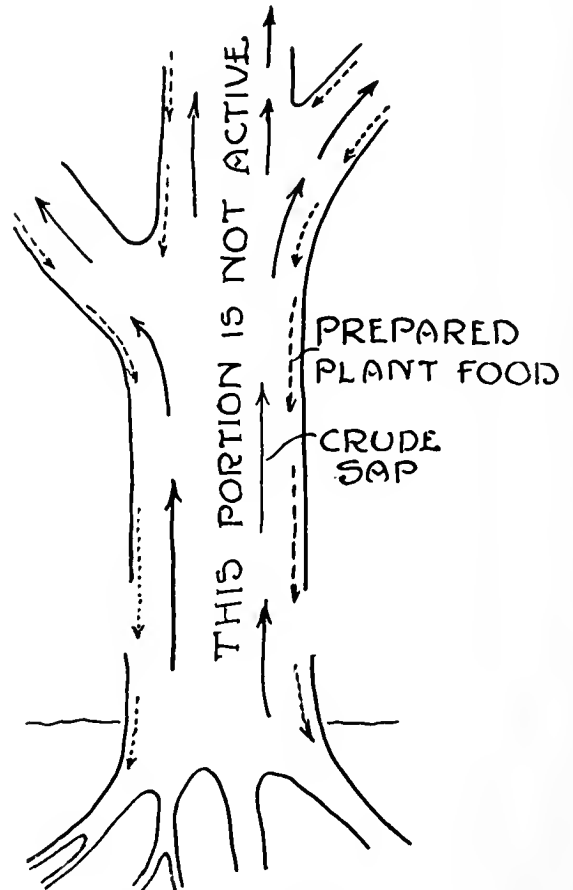 THIS PORTION IS NOT ACTIVE
PREPARED
PLANT FOOD
CRUDE
SAP